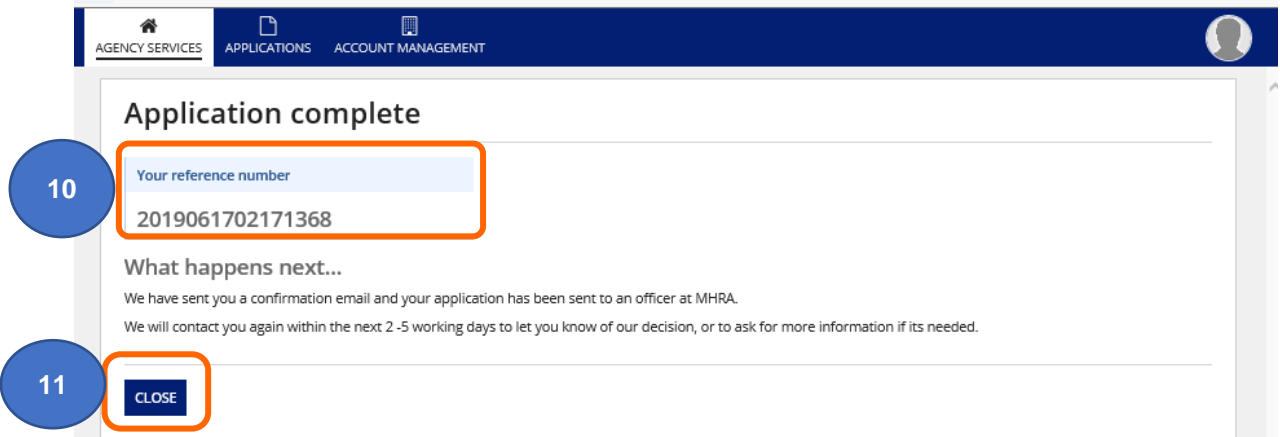 AGENCY SERVICES
APPLICATIONS
ACCOUNT MANAGEMENT
Application complete
10
Your reference number
2019061702171368
What happens next...
We have sent you a confirmation email and your application has been sent to an officer at MHRA.
We will contact you again within the next 2 -5 working days to let you know of our decision, or to ask for more information if its needed.
11
CLOSE